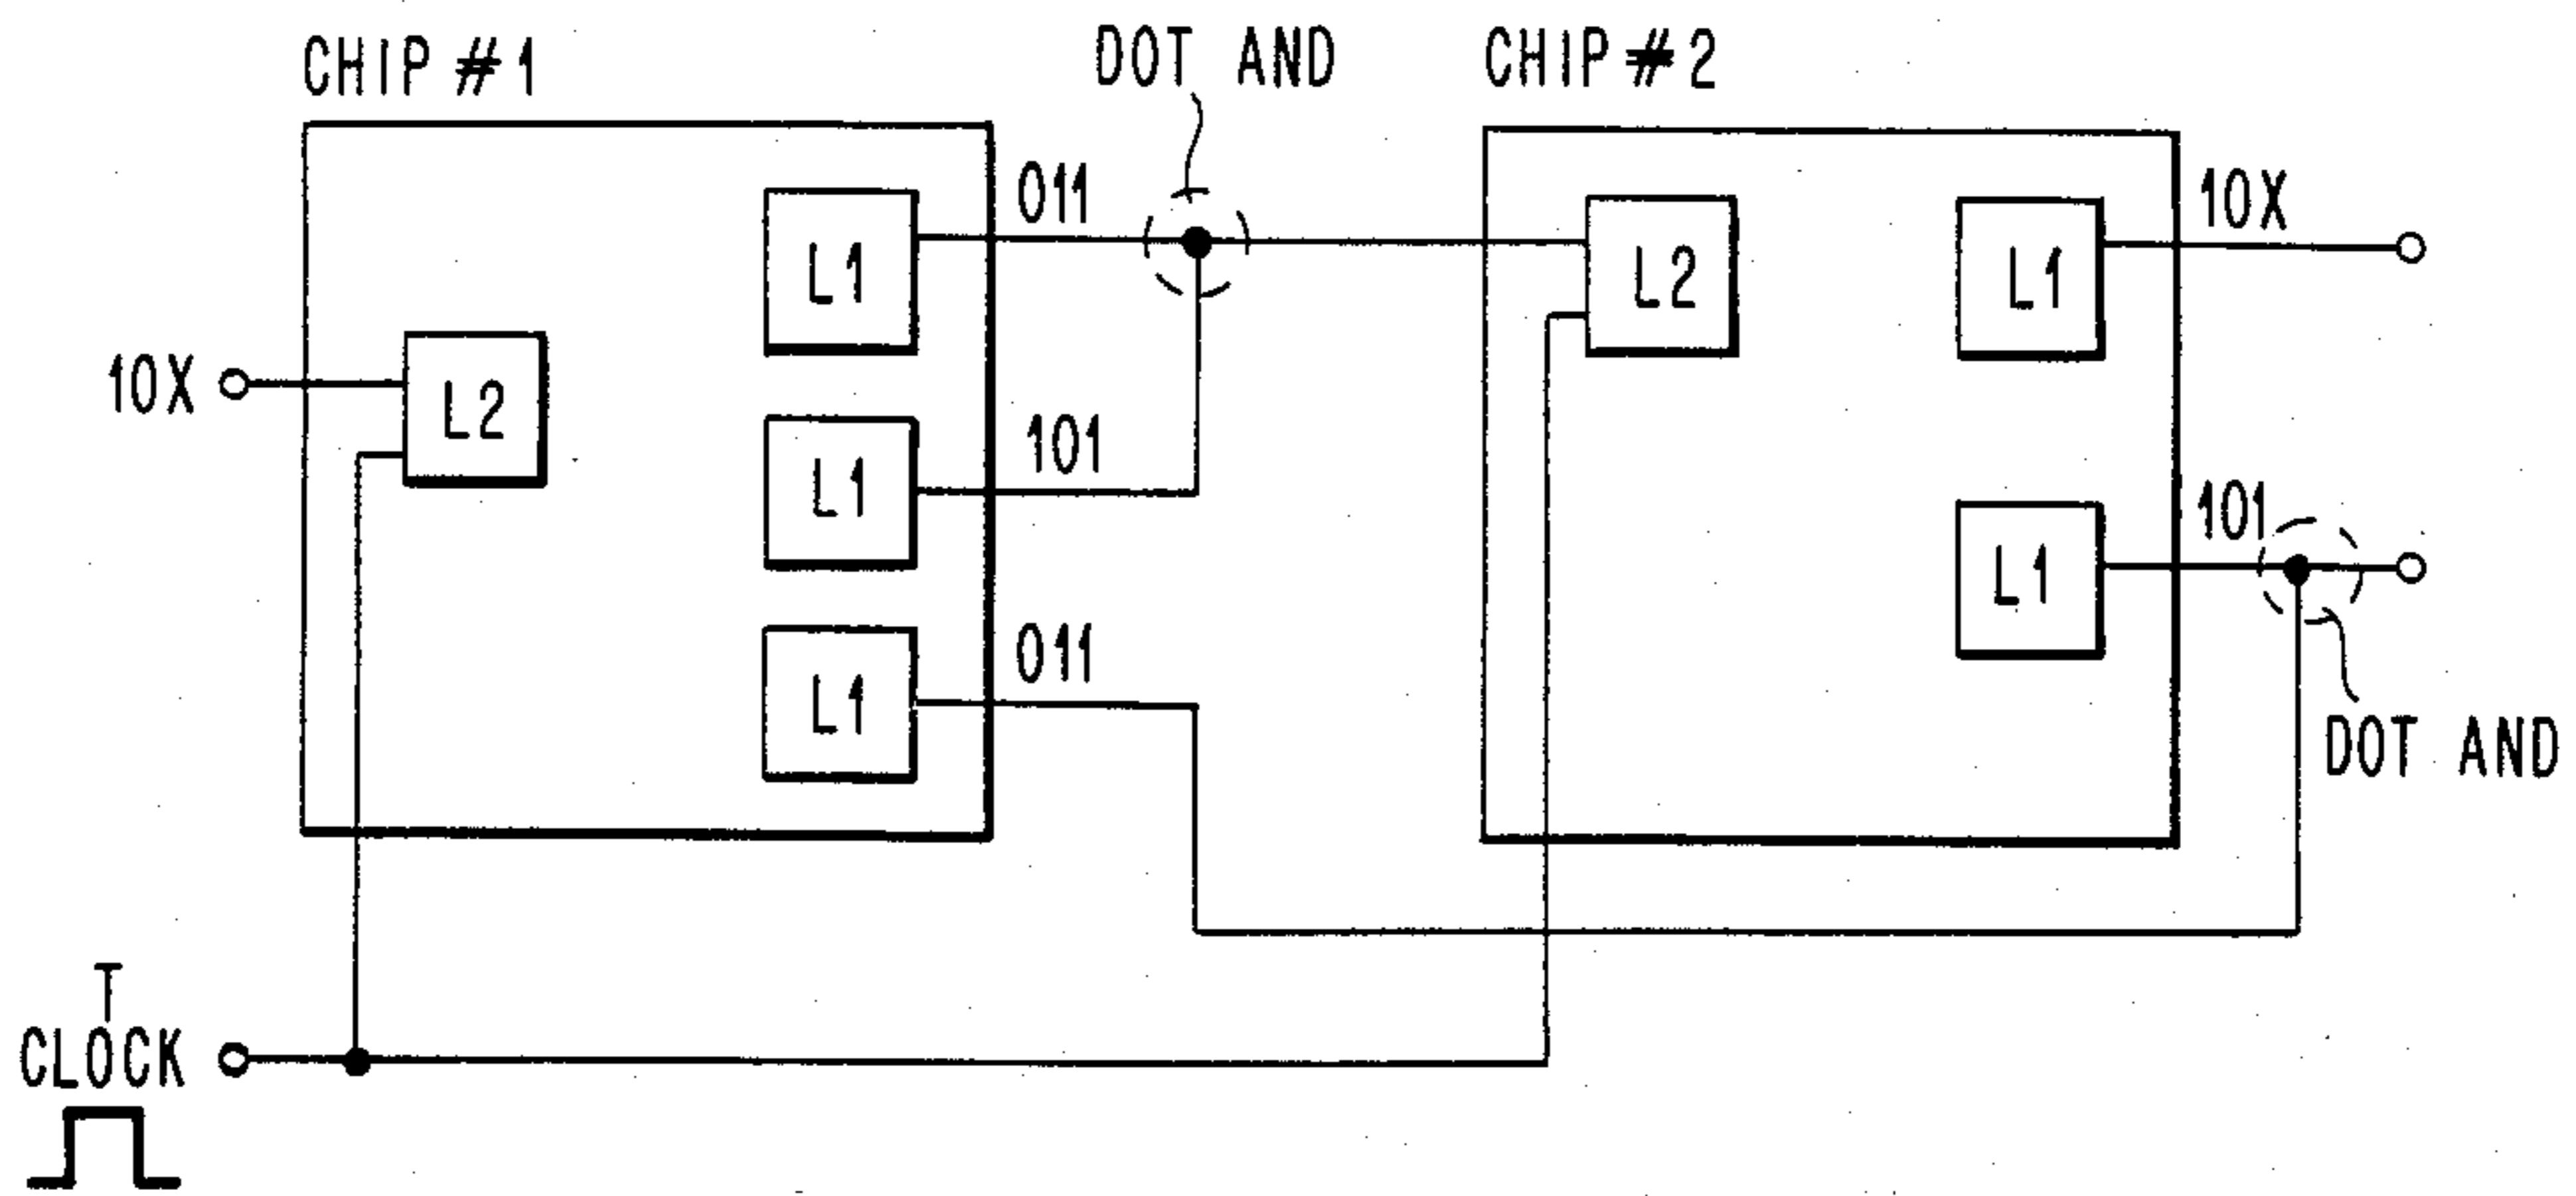 CHIP #1
DOT AND
CHIP #2
011
10X
L1
L2
L1
10X
L2
101
L1
101
L1
011
L1
DOT AND
T
CLOCK